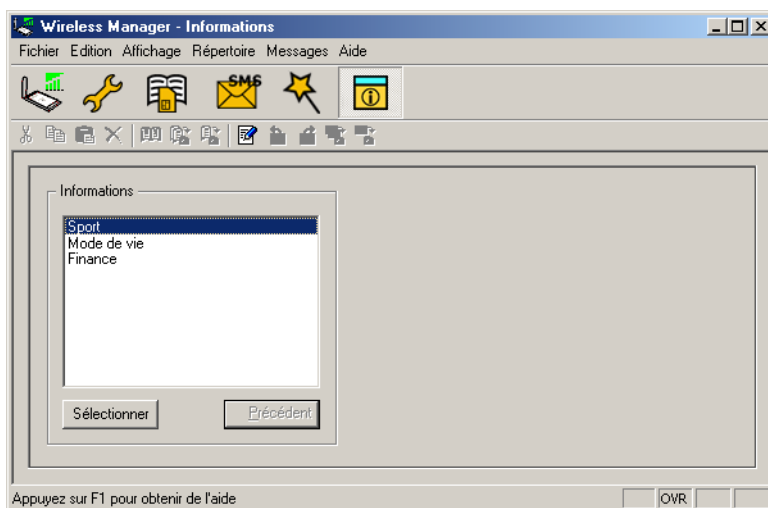 Wireless Manager - Informations
Fichier Edition Affichage Répertoire Messages Aide
SMS
Informations
Sport
Mode de vie
Finance
Sélectionner Précédent
Appuyez sur F1 pour obtenir de l'aide OVR